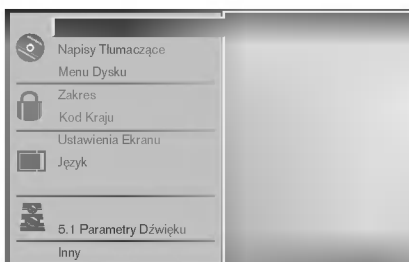 Napisy Tłumaczące
Menu Dysku
Zakres
Kod Kraju
Ustawienia Ekranu
Język
5.1 Parametry Dźwięku
Inny